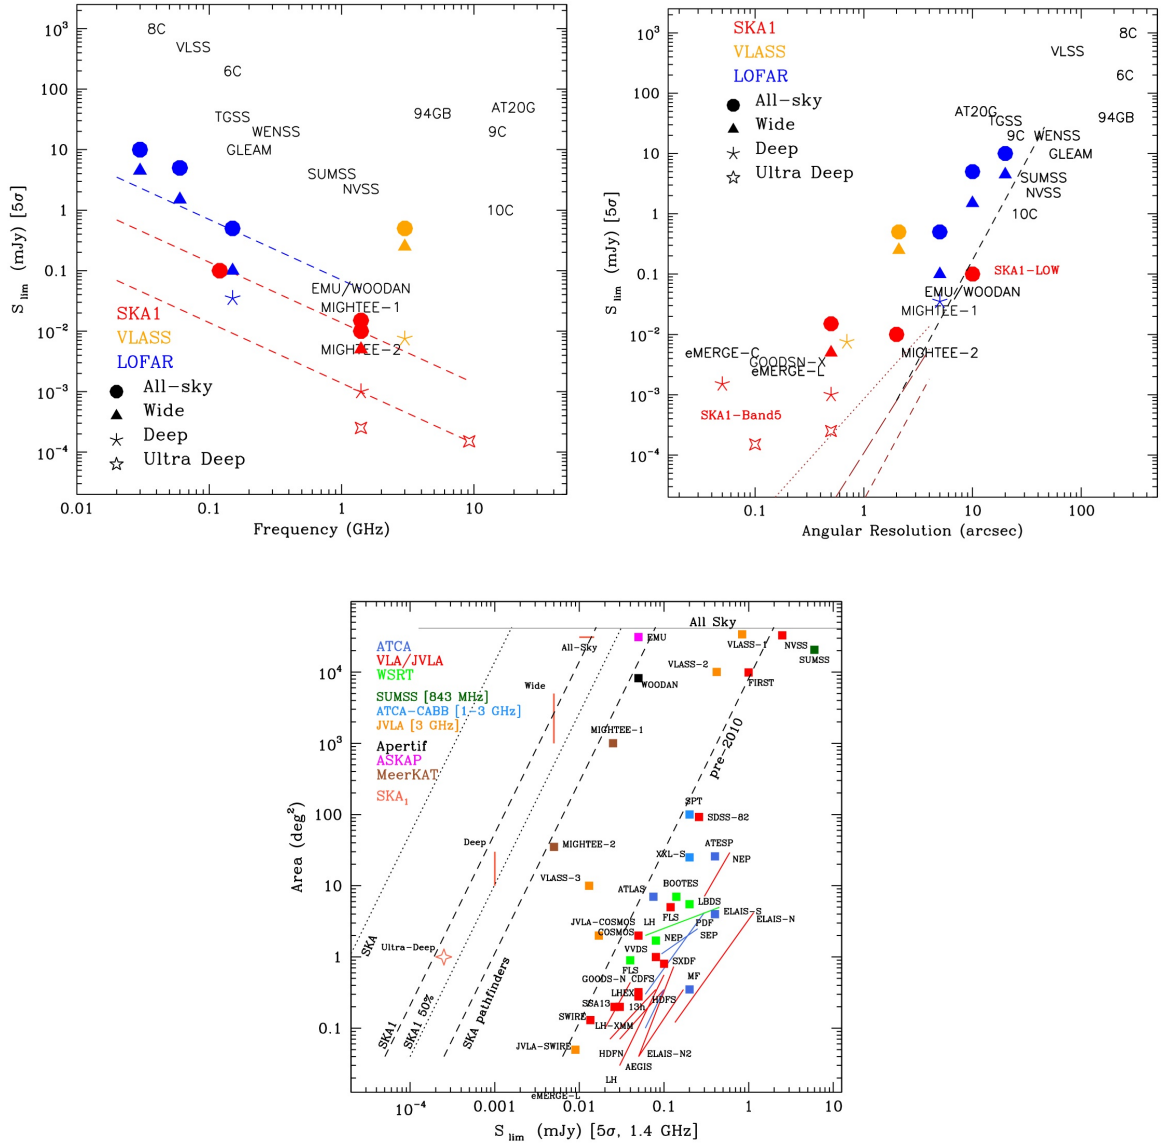 10³
100
10
1
0.1
10⁻²
10⁻³
10⁻⁴
S lim (mJy) [5σ]
8C
VLSS
6C
TGSS
WENSS
GLEAM
94GB
AT20G
9C
SUMSS
NVSS
10C
EMU/WOODAN
MIGHTEE-1
MIGHTEE-2
SKA1
VLASS
LOFAR
All-sky
Wide
Deep
Ultra Deep
0.01
0.1
1
10
Frequency (GHz)
10³
100
10
1
0.1
10⁻²
10⁻³
10⁻⁴
S lim (mJy) [5σ]
SKA1
VLASS
LOFAR
All-sky
Wide
Deep
Ultra Deep
8C
VLSS
6C
AT20G
TGSS
94GB
9C
WENSS
GLEAM
SUMSS
NVSS
10C
SKA1-LOW
EMU/WOODAN
MIGHTEE-1
MIGHTEE-2
eMERGE-C
GOODSN-X
eMERGE-L
SKA1-Band5
0.1
1
10
100
Angular Resolution (arcsec)
10⁴
10³
100
10
1
0.1
Area (deg²)
ATCA
VLA/JVLA
WSRT
SUMSS [843 MHz]
ATCA-CABB [1-3 GHz]
JVLA [3 GHz]
Apertif
ASKAP
MeerKAT
SKA₁
All Sky
All-Sky
EMU
VLASS-1
NVSS
SUMSS
VLASS-2
FIRST
WOODAN
Wide
MIGHTEE-1
pre-2010
SPT
SDSS-82
Deep
MIGHTEE-2
XXL-S
ATESP
NEP
VLASS-3
ATLAS
BOOTES
LBDS
ELAIS-S
ELAIS-N
JVLA-COSMOS
LH
FLS
PDF
COSMOS
NEP
SEP
Ultra-Deep
VVDS
SXDF
FLS
GOODS-N
CDFS
MF
LHEX
HDFS
SSA13
13h
SWIRE
LH-XMM
JVLA-SWIRE
HDFN
ELAIS-N2
AEGIS
LH
eMERGE-L
SKA
SKA1
SKA1 50%
SKA pathfinders
10⁻⁴
0.001
0.01
0.1
1
10
S lim (mJy) [5σ, 1.4 GHz]